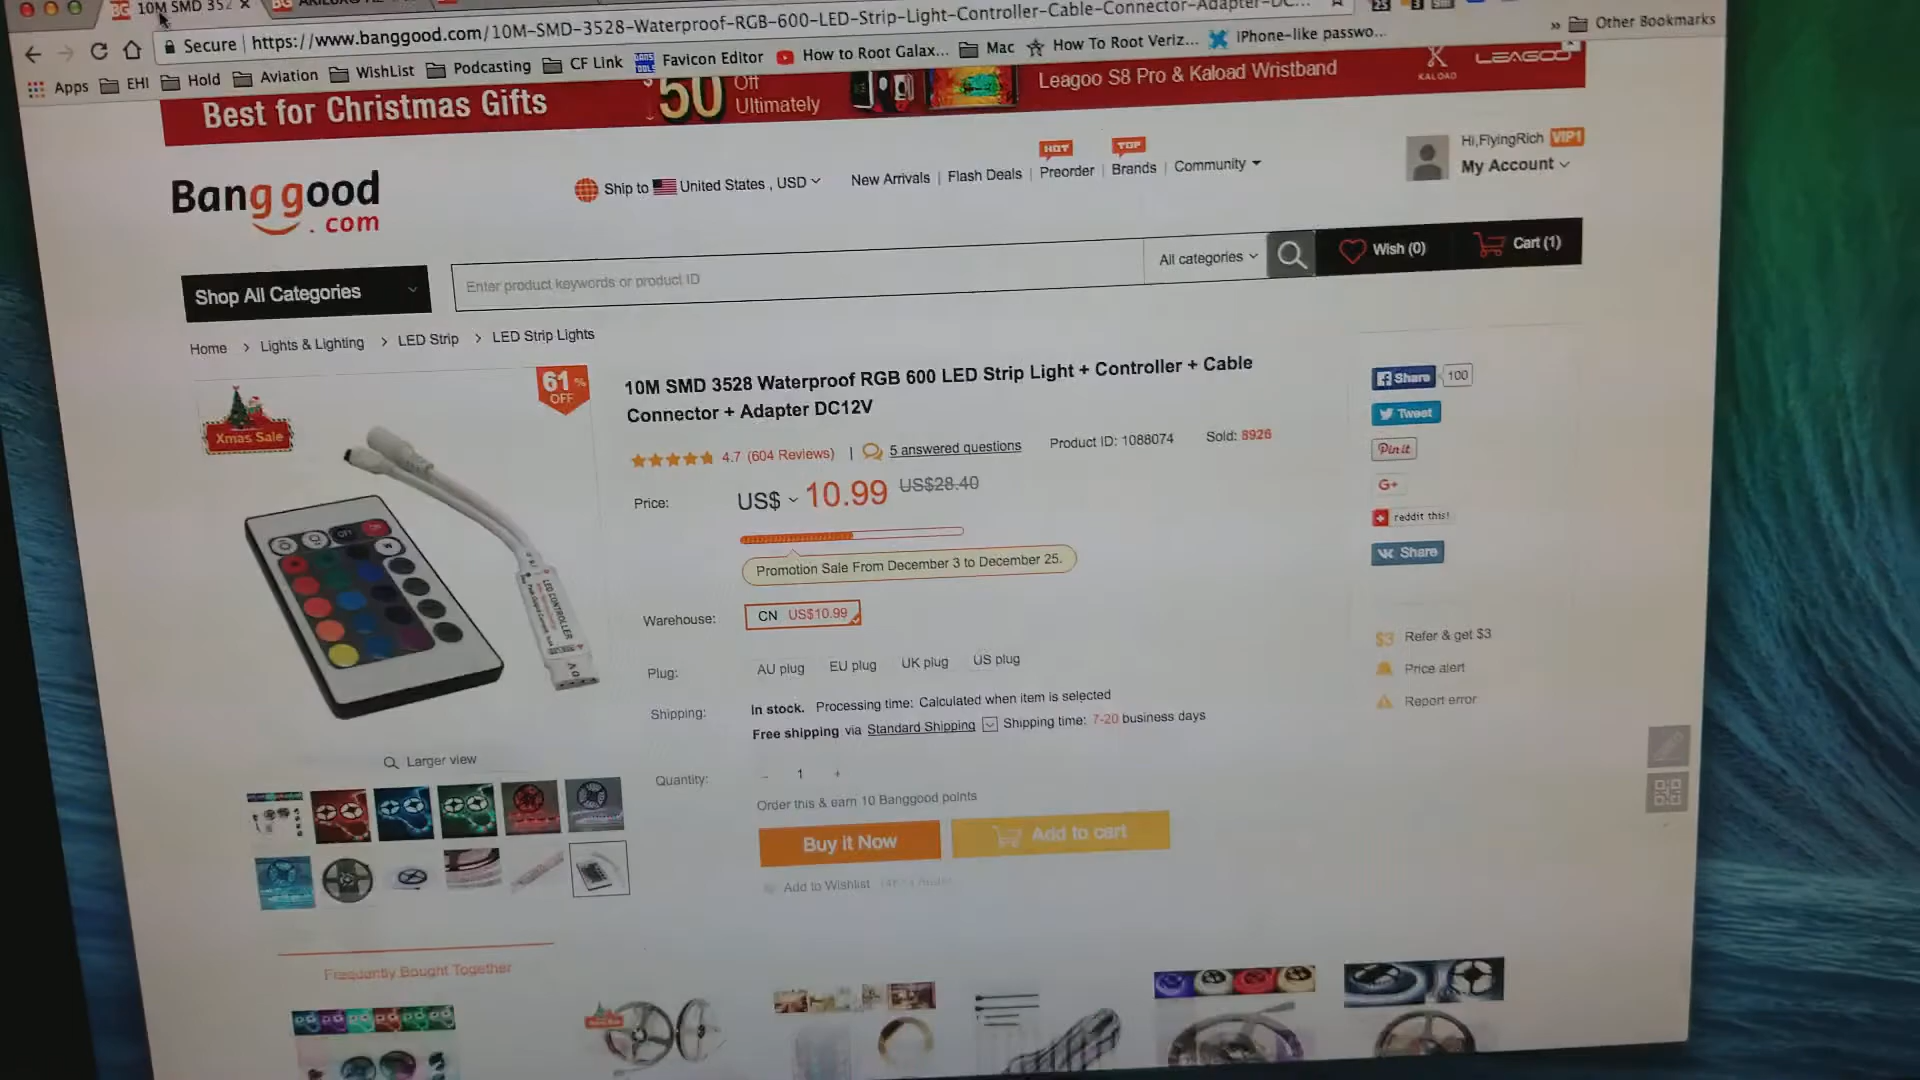 10M SMD 352
Secure | https://www.banggood.com/10M-SMD-3528-Waterproof-RGB-600-LED-Strip-Light-Controller-Cable-Connector-Adapter-DC...
Apps EHI Hold Aviation WishList Podcasting CF Link Favicon Editor How to Root Galax... Mac How To Root Veriz... iPhone-like passwo... » Other Bookmarks
Best for Christmas Gifts
$50 Off Ultimately
Leagoo S8 Pro & Kaload Wristband
KALOAD
LEAGOO
Banggood
.com
Ship to United States , USD
New Arrivals | Flash Deals | Preorder | Brands | Community
HOT
TOP
Hi,FlyingRich VIP1
My Account
Shop All Categories
Enter product keywords or product ID
All categories
Wish (0)
Cart (1)
Home > Lights & Lighting > LED Strip > LED Strip Lights
Xmas Sale
61% OFF
10M SMD 3528 Waterproof RGB 600 LED Strip Light + Controller + Cable
Connector + Adapter DC12V
4.7 (604 Reviews) | 5 answered questions Product ID: 1088074 Sold: 8926
Price: US$ 10.99 US$28.40
Promotion Sale From December 3 to December 25.
Warehouse: CN US$10.99
Plug: AU plug EU plug UK plug US plug
Shipping: In stock. Processing time: Calculated when item is selected
Free shipping via Standard Shipping Shipping time: 7-20 business days
Quantity: - 1 +
Order this & earn 10 Banggood points
Buy it Now
Add to cart
Add to Wishlist
OFF
W
LED CONTROLLER
Larger view
Share 100
Tweet
Pin it
G+
reddit this!
Share
$3 Refer & get $3
Price alert
Report error
Frequently Bought Together